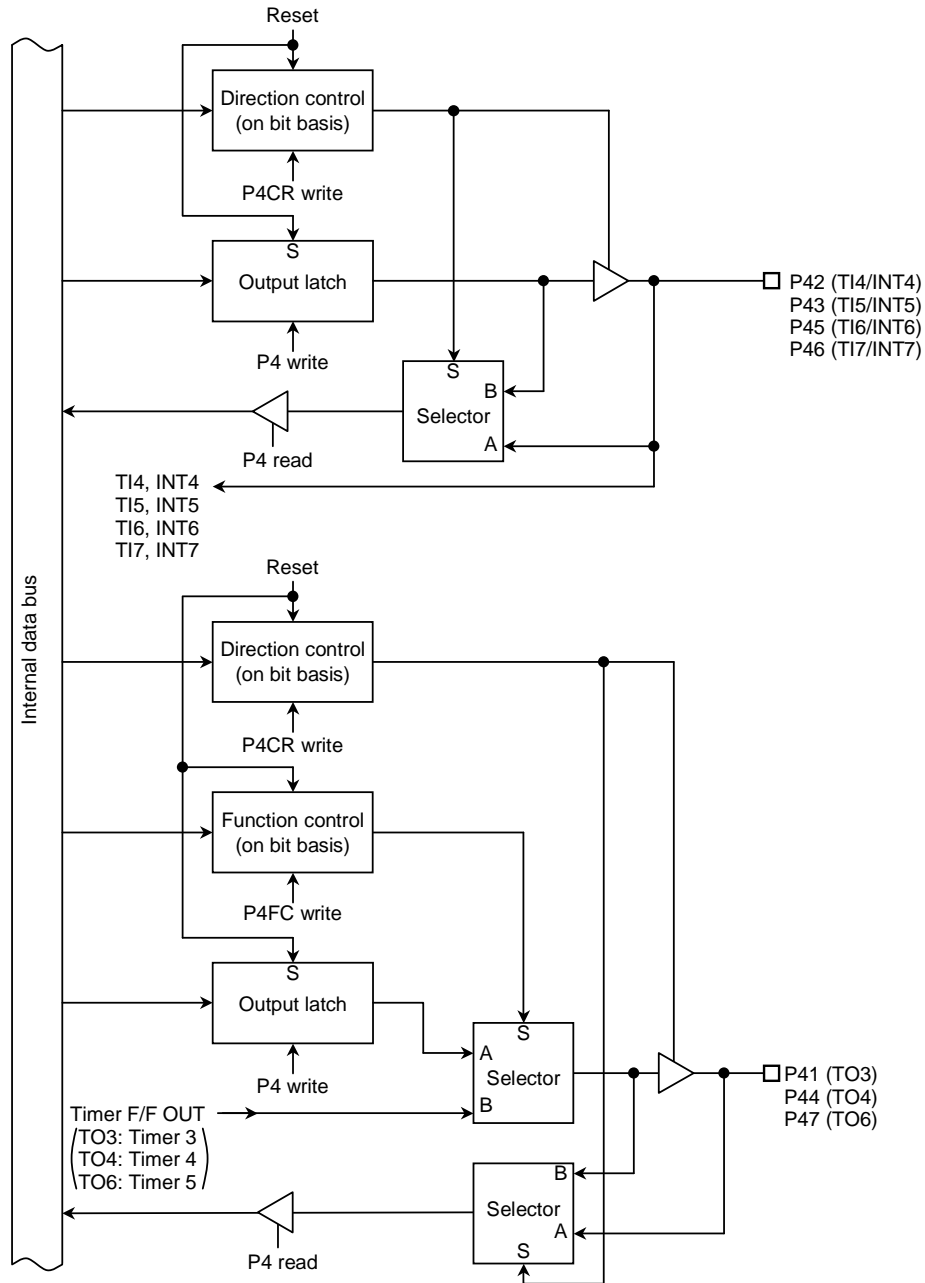 Reset
Direction control
(on bit basis)
P4CR write
S
Output latch
P4 write
P42 (TI4/INT4)
P43 (TI5/INT5)
P45 (TI6/INT6)
P46 (TI7/INT7)
S
B
Selector
A
P4 read
TI4, INT4
TI5, INT5
TI6, INT6
TI7, INT7
Internal data bus
Reset
Direction control
(on bit basis)
P4CR write
Function control
(on bit basis)
P4FC write
S
Output latch
P4 write
S
A
Selector
B
P41 (TO3)
P44 (TO4)
P47 (TO6)
Timer F/F OUT
TO3: Timer 3
TO4: Timer 4
TO6: Timer 5
B
Selector
A
S
P4 read